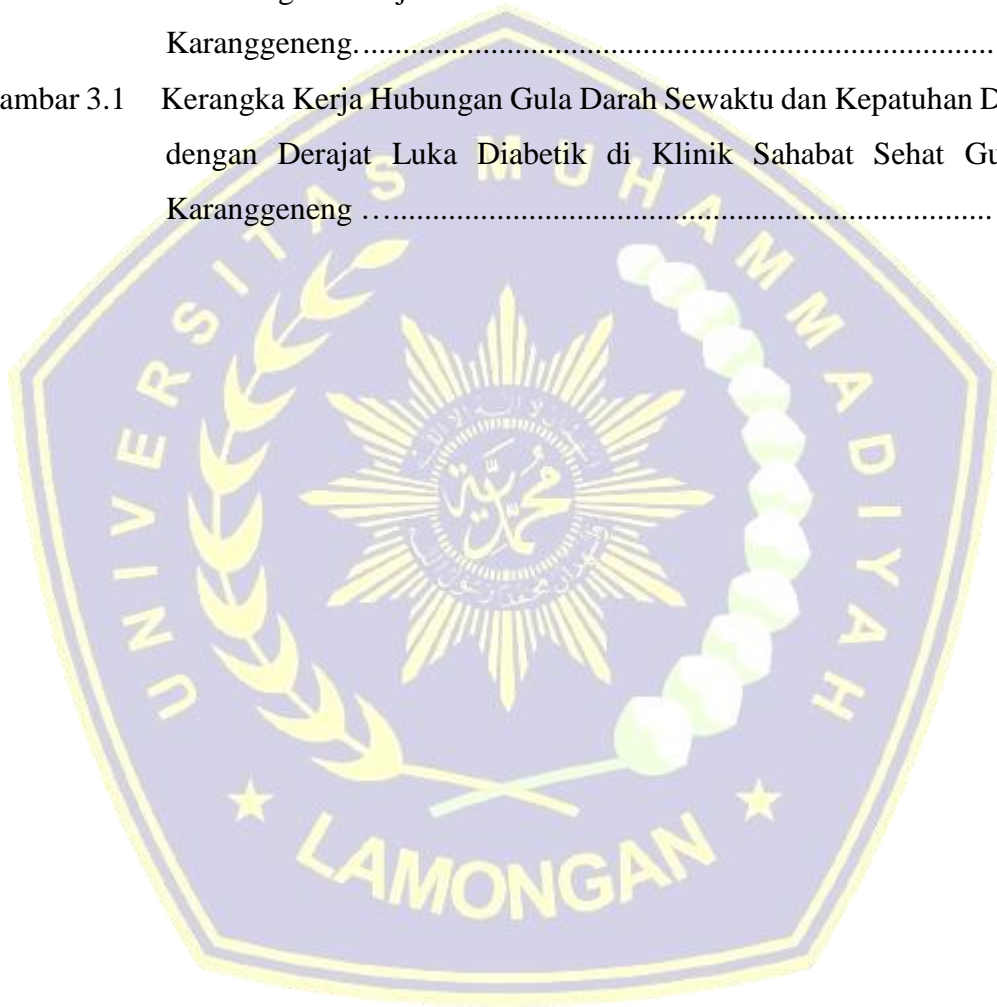 Karanggeneng.
ambar 3.1 Kerangka Kerja Hubungan Gula Darah Sewaktu dan Kepatuhan D
dengan Derajat Luka Diabetik di Klinik Sahabat Sehat Gu
Karanggeneng ….
UNIVERSITAS MUHAMMADIYAH
محمدية
LAMONGAN